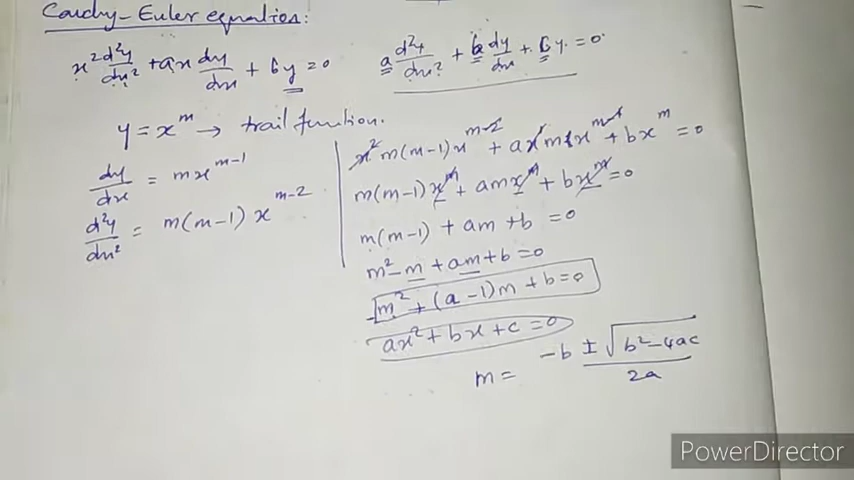 Cauchy-Euler equation:
x² d²y/dx² + ax dy/dx + by = 0
a d²y/dx² + b dy/dx + c y = 0
y = x^m → trail function.
dy/dx = mx^(m-1)
d²y/dx² = m(m-1) x^(m-2)
x² m(m-1)x^(m-2) + ax m x^(m-1) + bx^m = 0
m(m-1)x^m + amx^m + bx^m = 0
m(m-1) + am + b = 0
m² - m + am + b = 0
m² + (a-1)m + b = 0
ax² + bx + c = 0
m = (-b ± √(b² - 4ac))/2a
PowerDirector